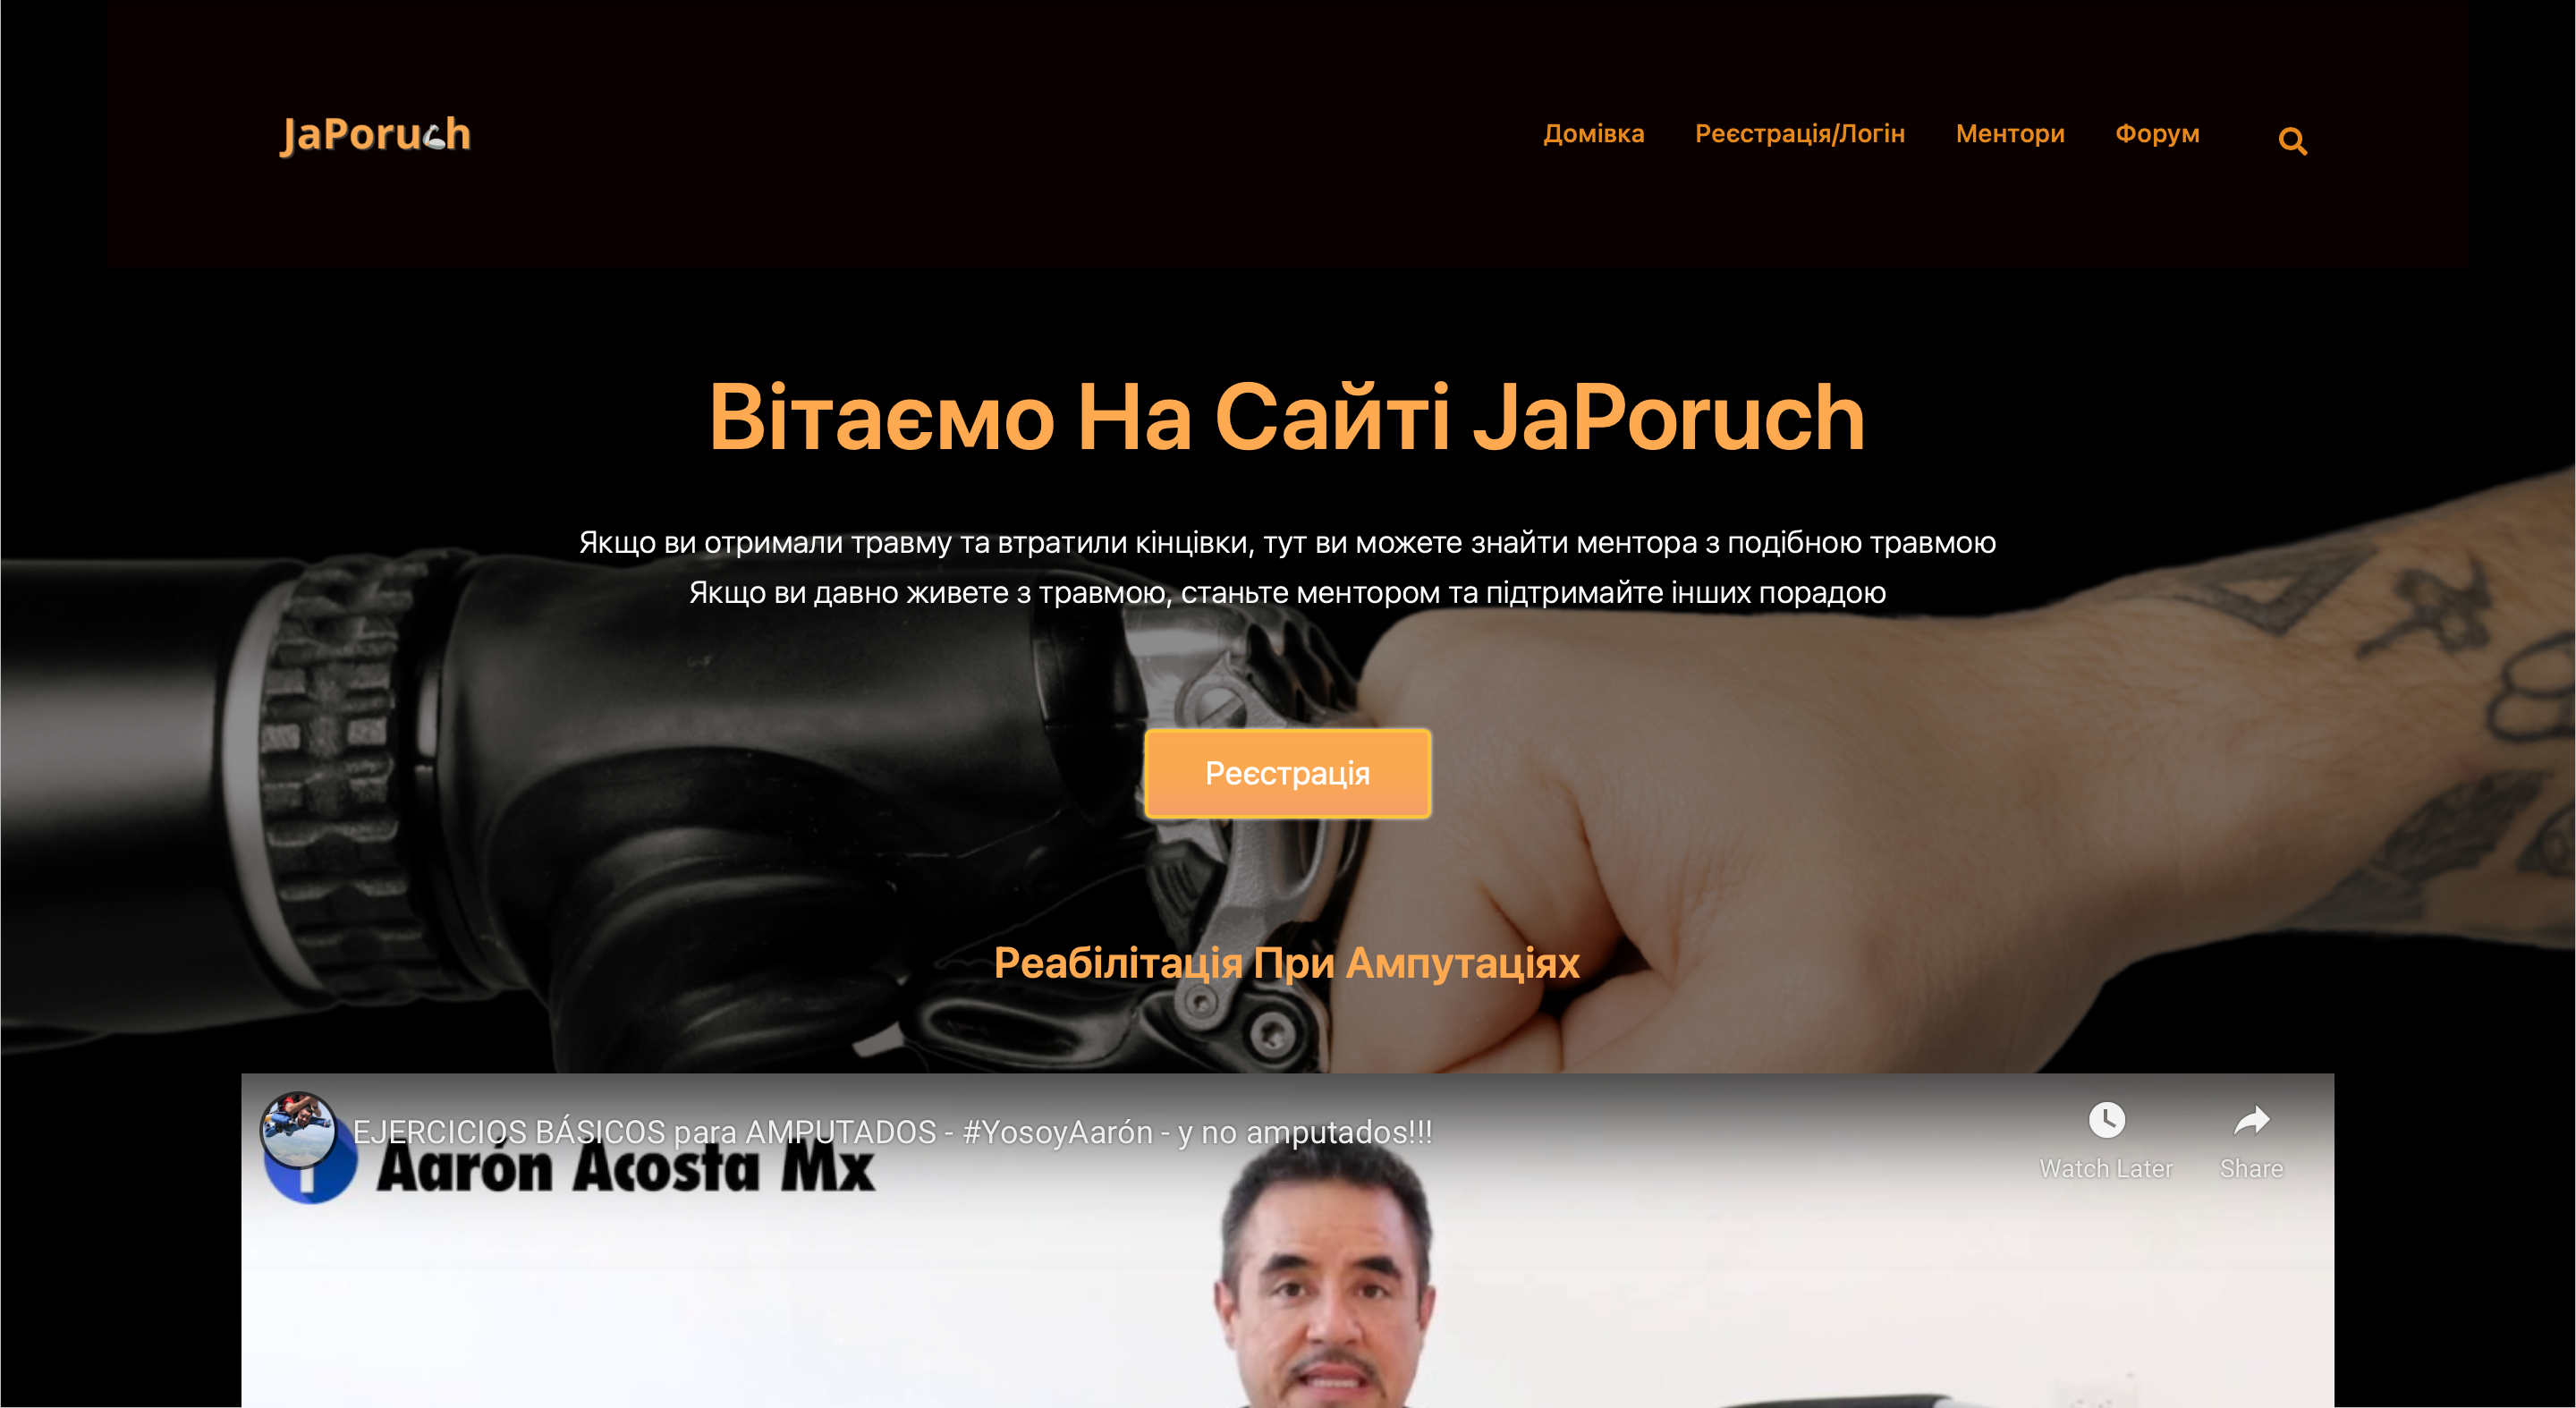 JaPoruch
Домівка Реєстрація/Логін Ментори Форум
Вітаємо На Сайті JaPoruch
Якщо ви отримали травму та втратили кінцівки, тут ви можете знайти ментора з подібною травмою
Якщо ви давно живете з травмою, станьте ментором та підтримайте інших порадою
Реєстрація
Реабілітація При Ампутаціях
EJERCICIOS BÁSICOS para AMPUTADOS - #YosoyAarón - y no amputados!!!
Aarón Acosta Mx
Watch Later Share